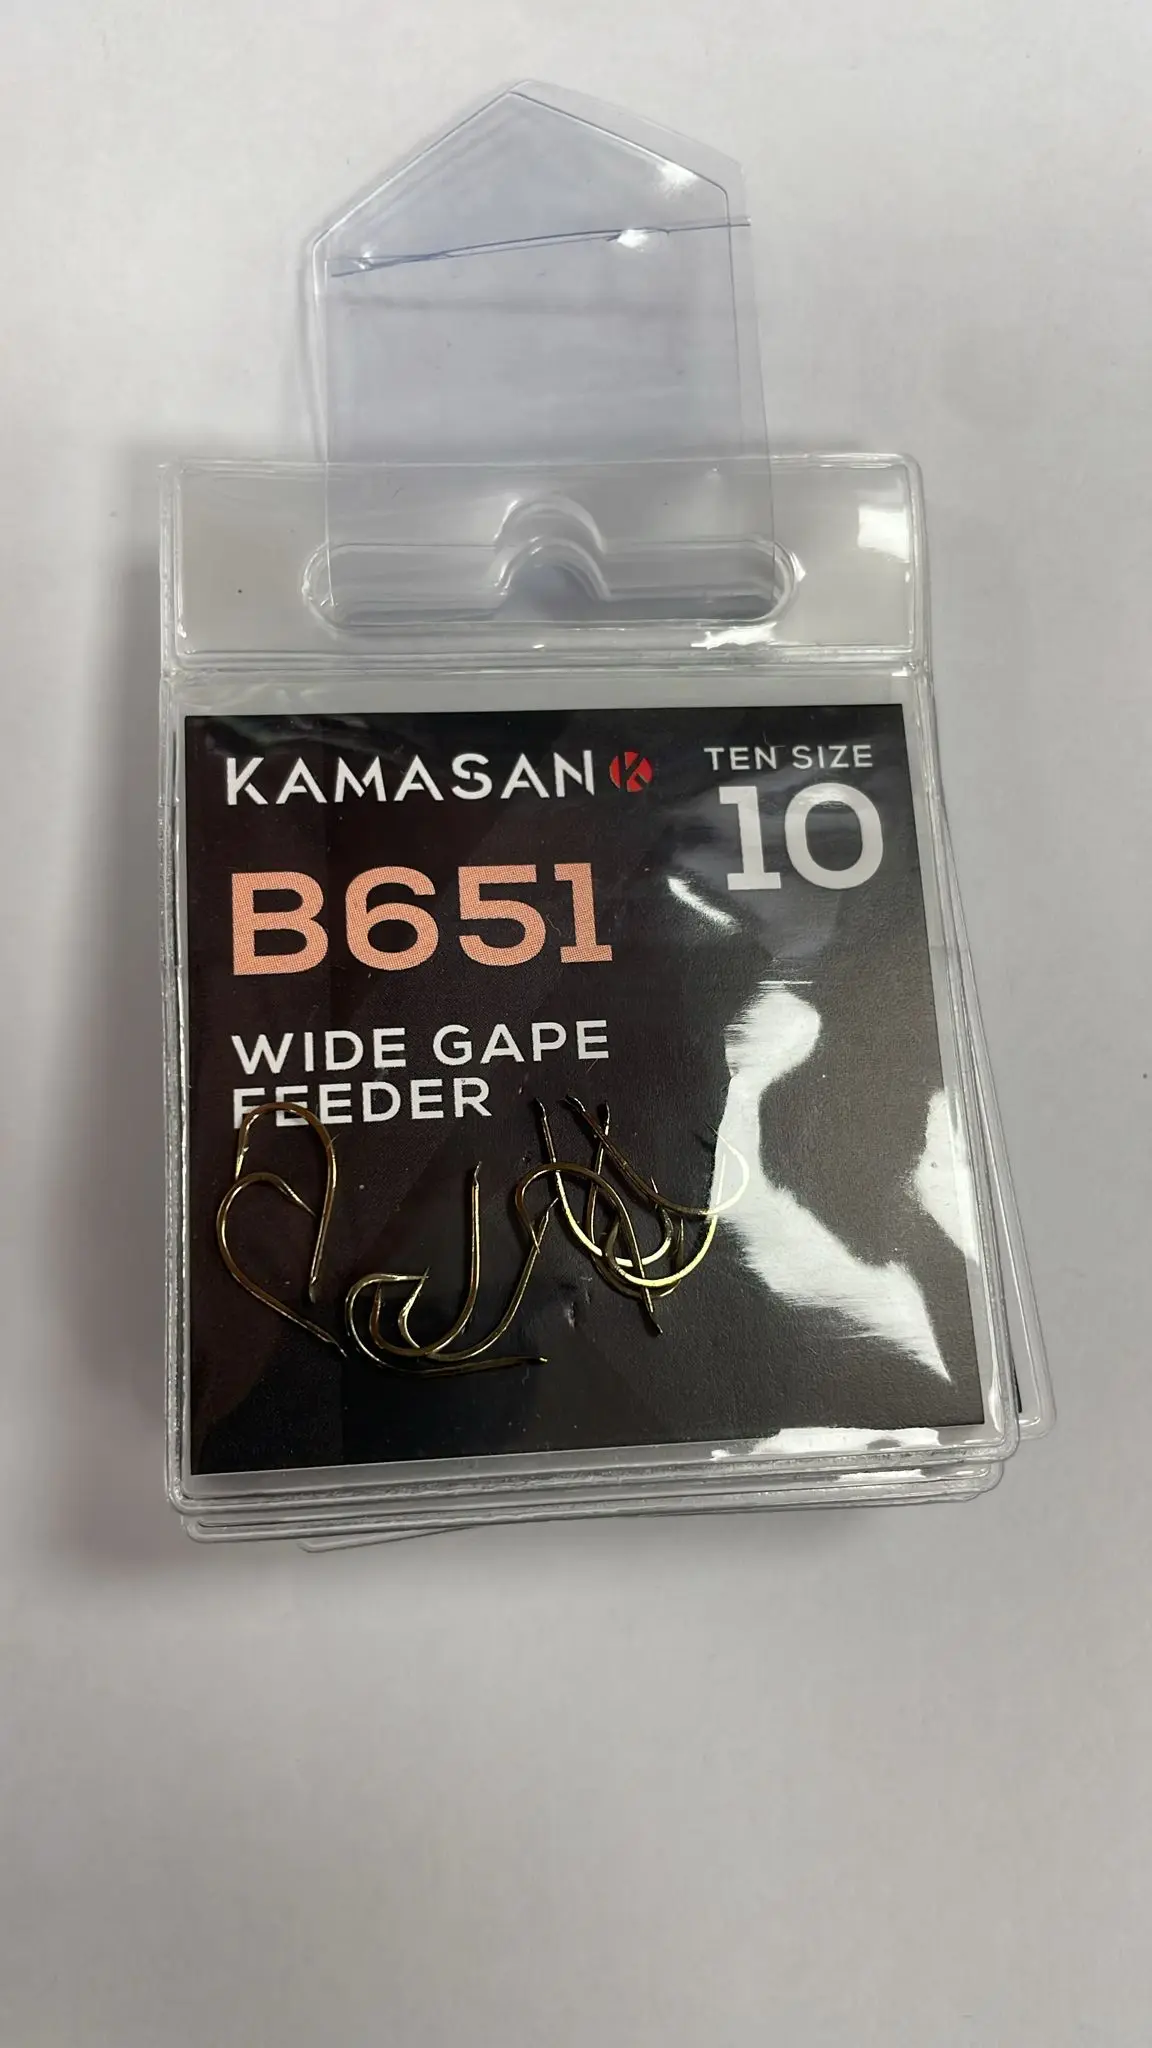 KAMASAN
TEN SIZE
10
B651
WIDE GAPE
FEEDER